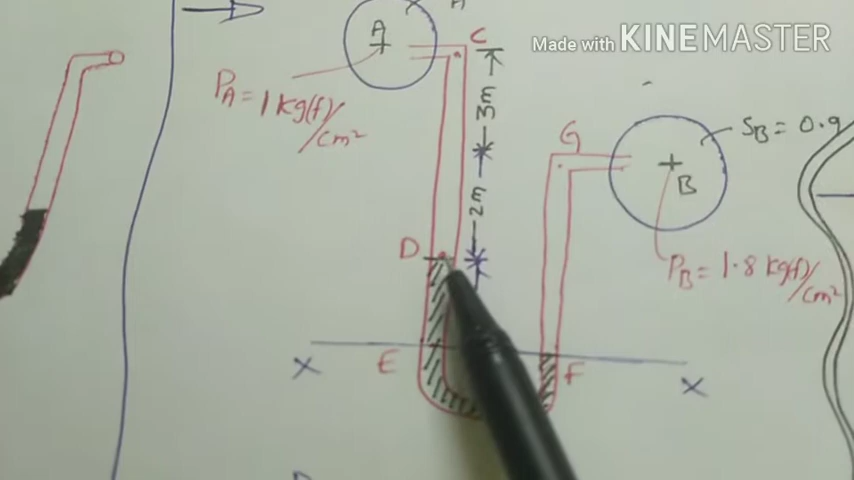 Made with KINEMASTER
A
A
C
PA = 1 kg(f)/
/cm²
3m
2m
G
SB = 0.9
B
D
PB = 1.8 kg(f)/
/cm²
E
F
X
X